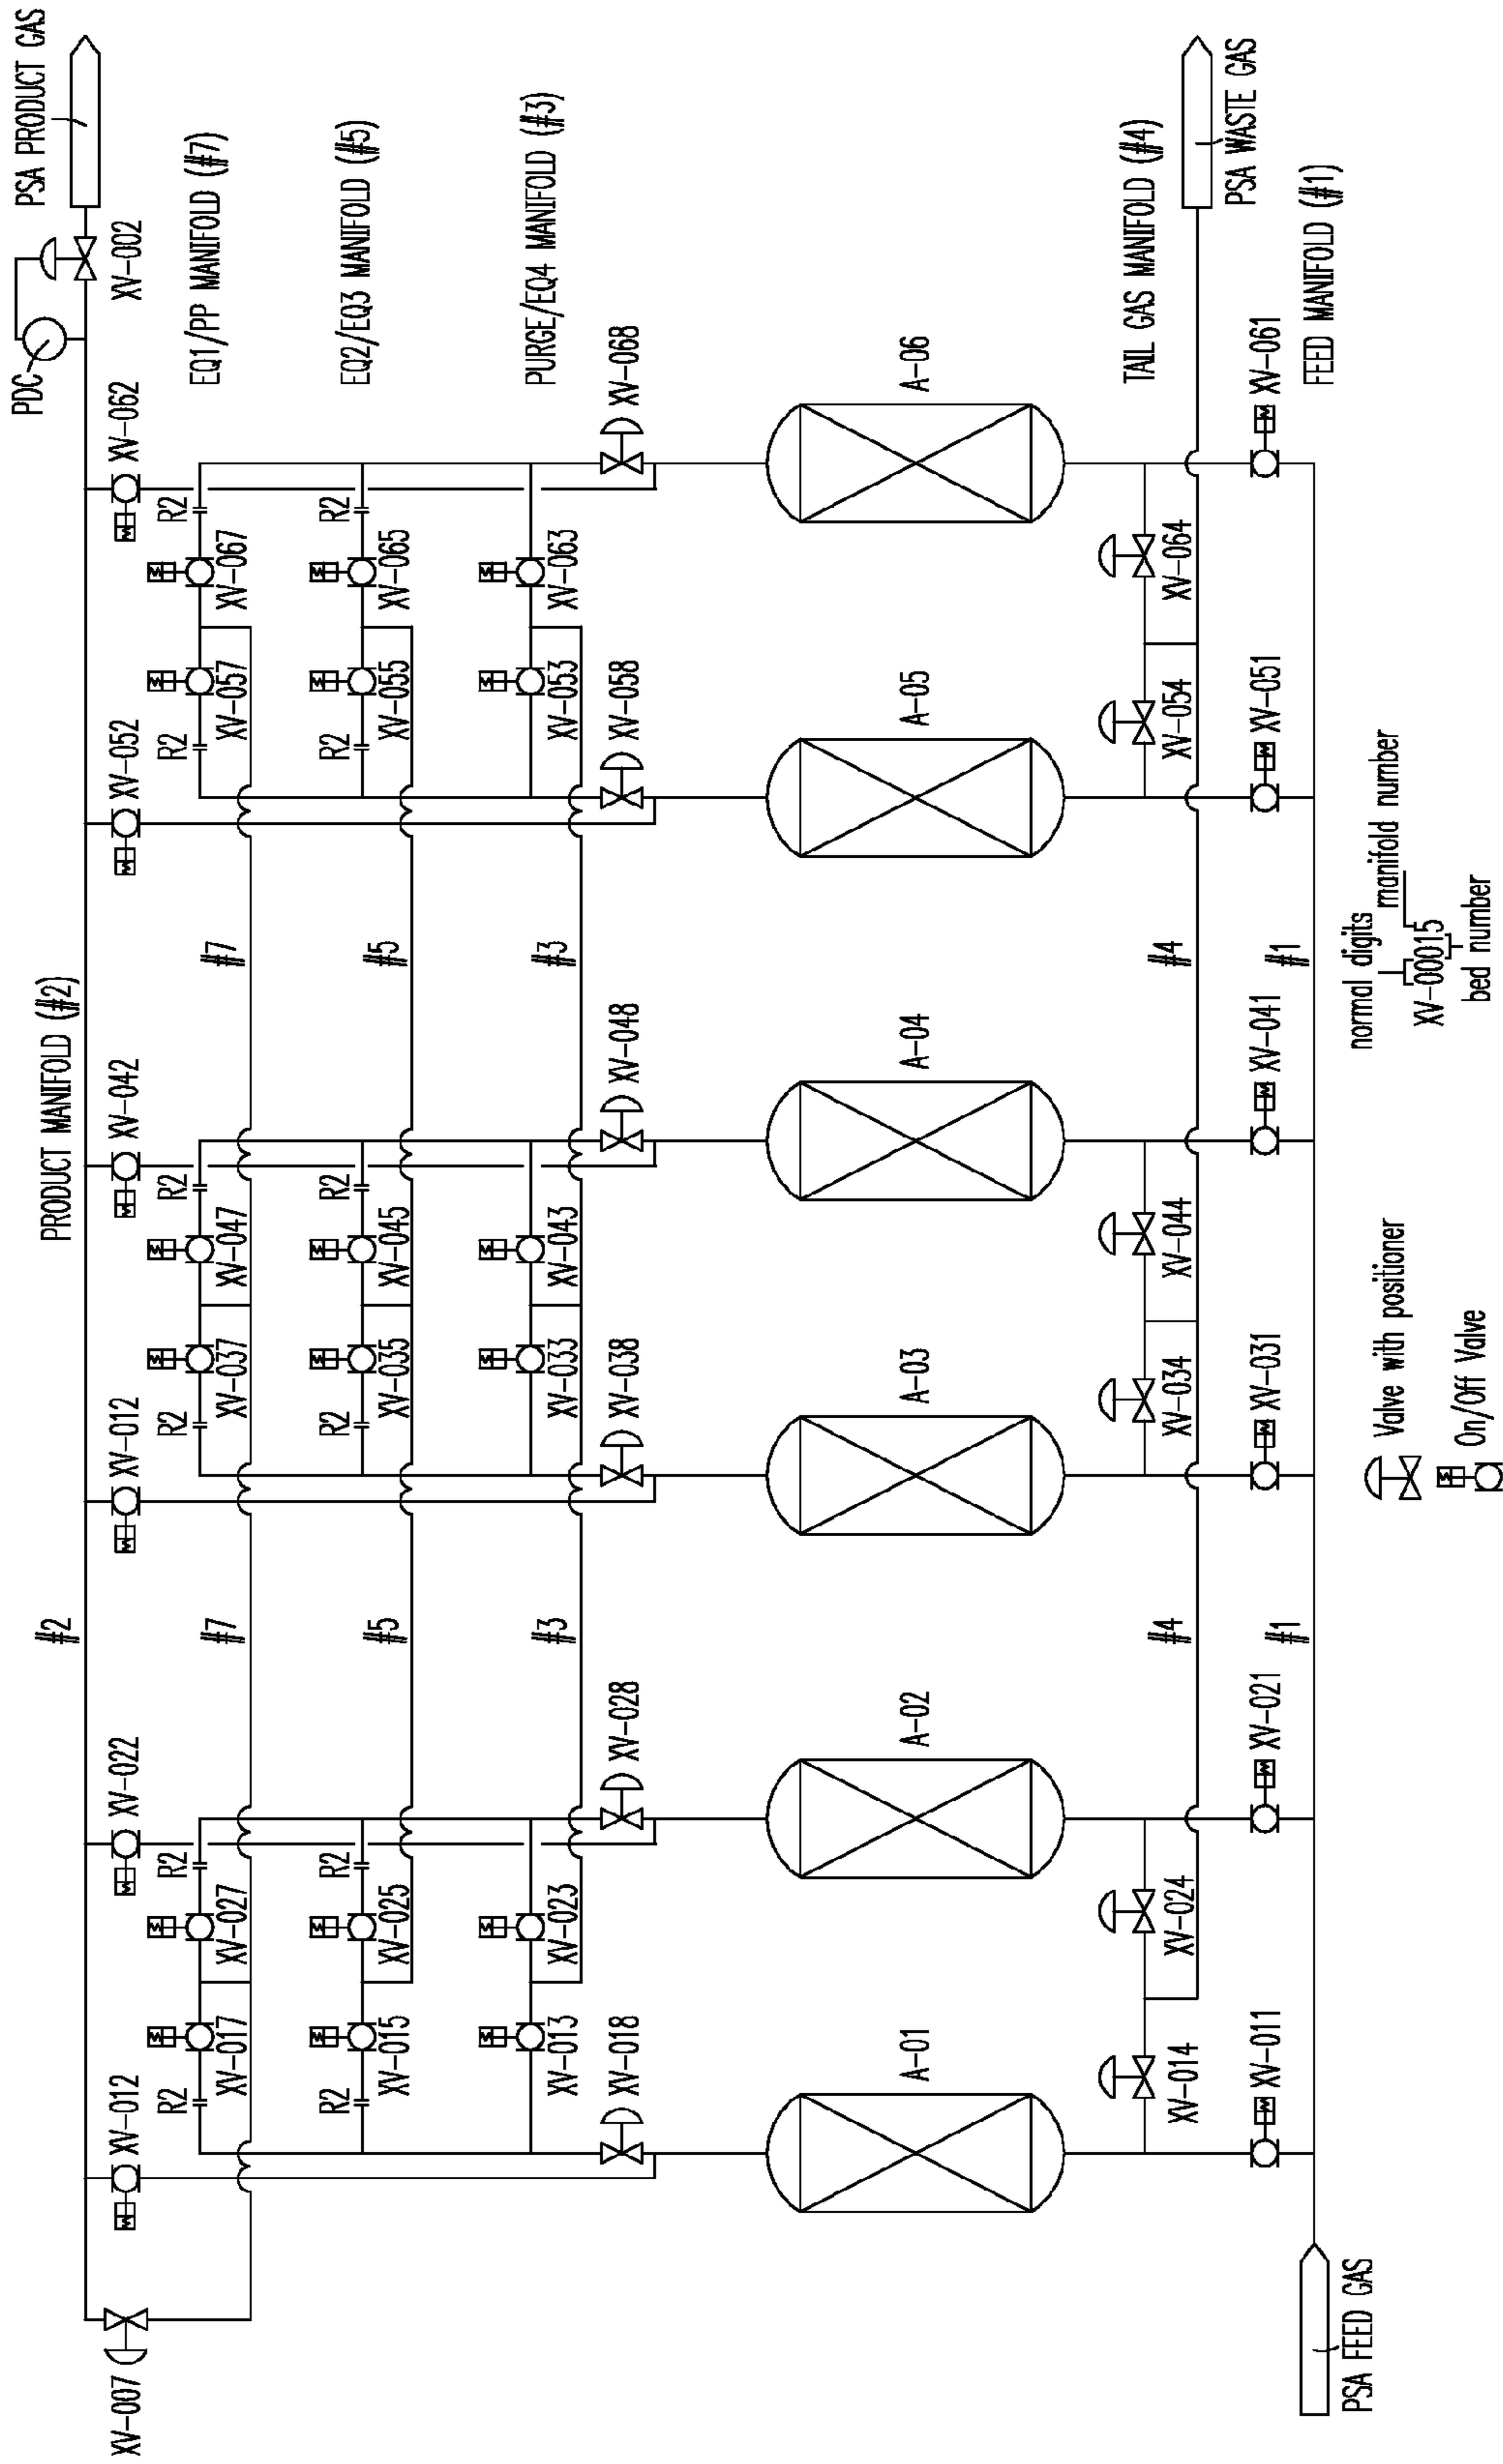 PSA PRODUCT GAS
PDC
PRODUCT MANIFOLD (#2)
#2
XV-007
XV-012
XV-022
XV-012
XV-042
XV-052
XV-062
XV-002
R2
R2
R2
R2
R2
R2
EQ1/PP MANIFOLD (#7)
XV-017
XV-027
#7
XV-037
XV-047
#7
XV-057
XV-067
R2
R2
R2
R2
R2
R2
EQ2/EQ3 MANIFOLD (#5)
XV-015
XV-025
#5
XV-035
XV-045
#5
XV-055
XV-065
PURGE/EQ4 MANIFOLD (#3)
XV-013
XV-023
#3
XV-033
XV-043
#3
XV-053
XV-063
XV-018
XV-028
XV-038
XV-048
XV-058
XV-068
A-01
A-02
A-03
A-04
A-05
A-06
TAIL GAS MANIFOLD (#4)
XV-014
XV-024
#4
XV-034
XV-044
#4
XV-054
XV-064
PSA WASTE GAS
XV-011
XV-021
#1
XV-031
XV-041
#1
XV-051
XV-061
FEED MANIFOLD (#1)
PSA FEED GAS
Valve with positioner
On/Off Valve
normal digits
manifold number
XV-00015
bed number